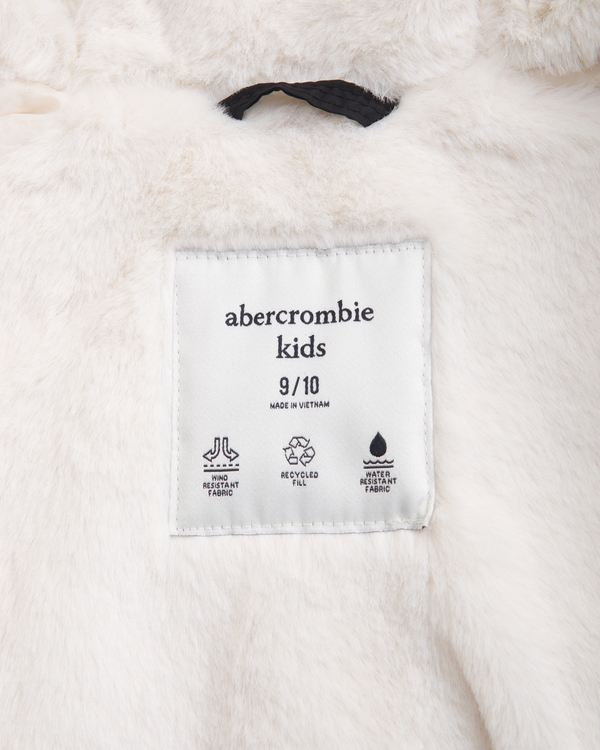 abercrombie
kids
9/10
MADE IN VIETNAM
WIND
RESISTANT
FABRIC
RECYCLED
FILL
WATER
RESISTANT
FABRIC